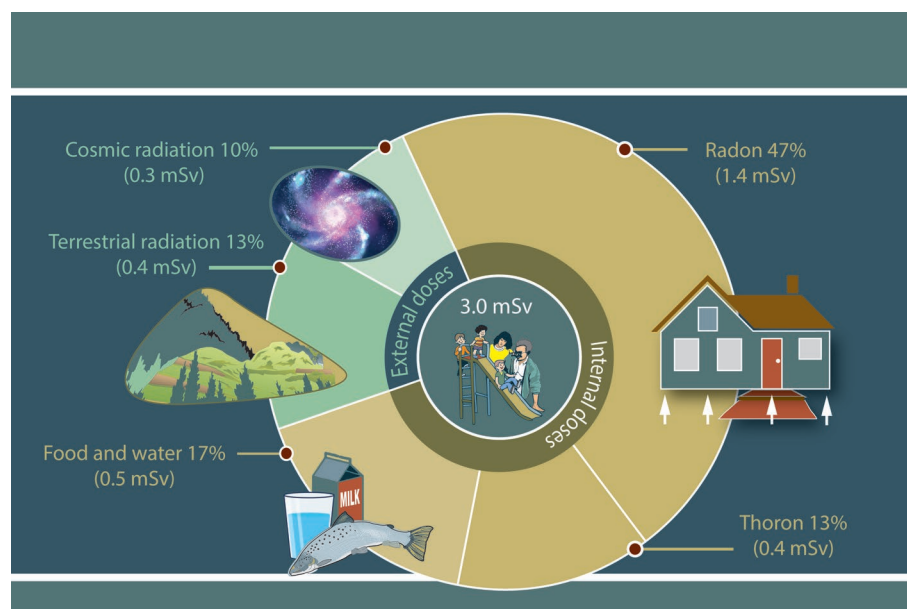 Cosmic radiation 10%
(0.3 mSv)
Radon 47%
(1.4 mSv)
Terrestrial radiation 13%
(0.4 mSv)
3.0 mSv
External doses
Internal doses
Food and water 17%
(0.5 mSv)
MILK
Thoron 13%
(0.4 mSv)